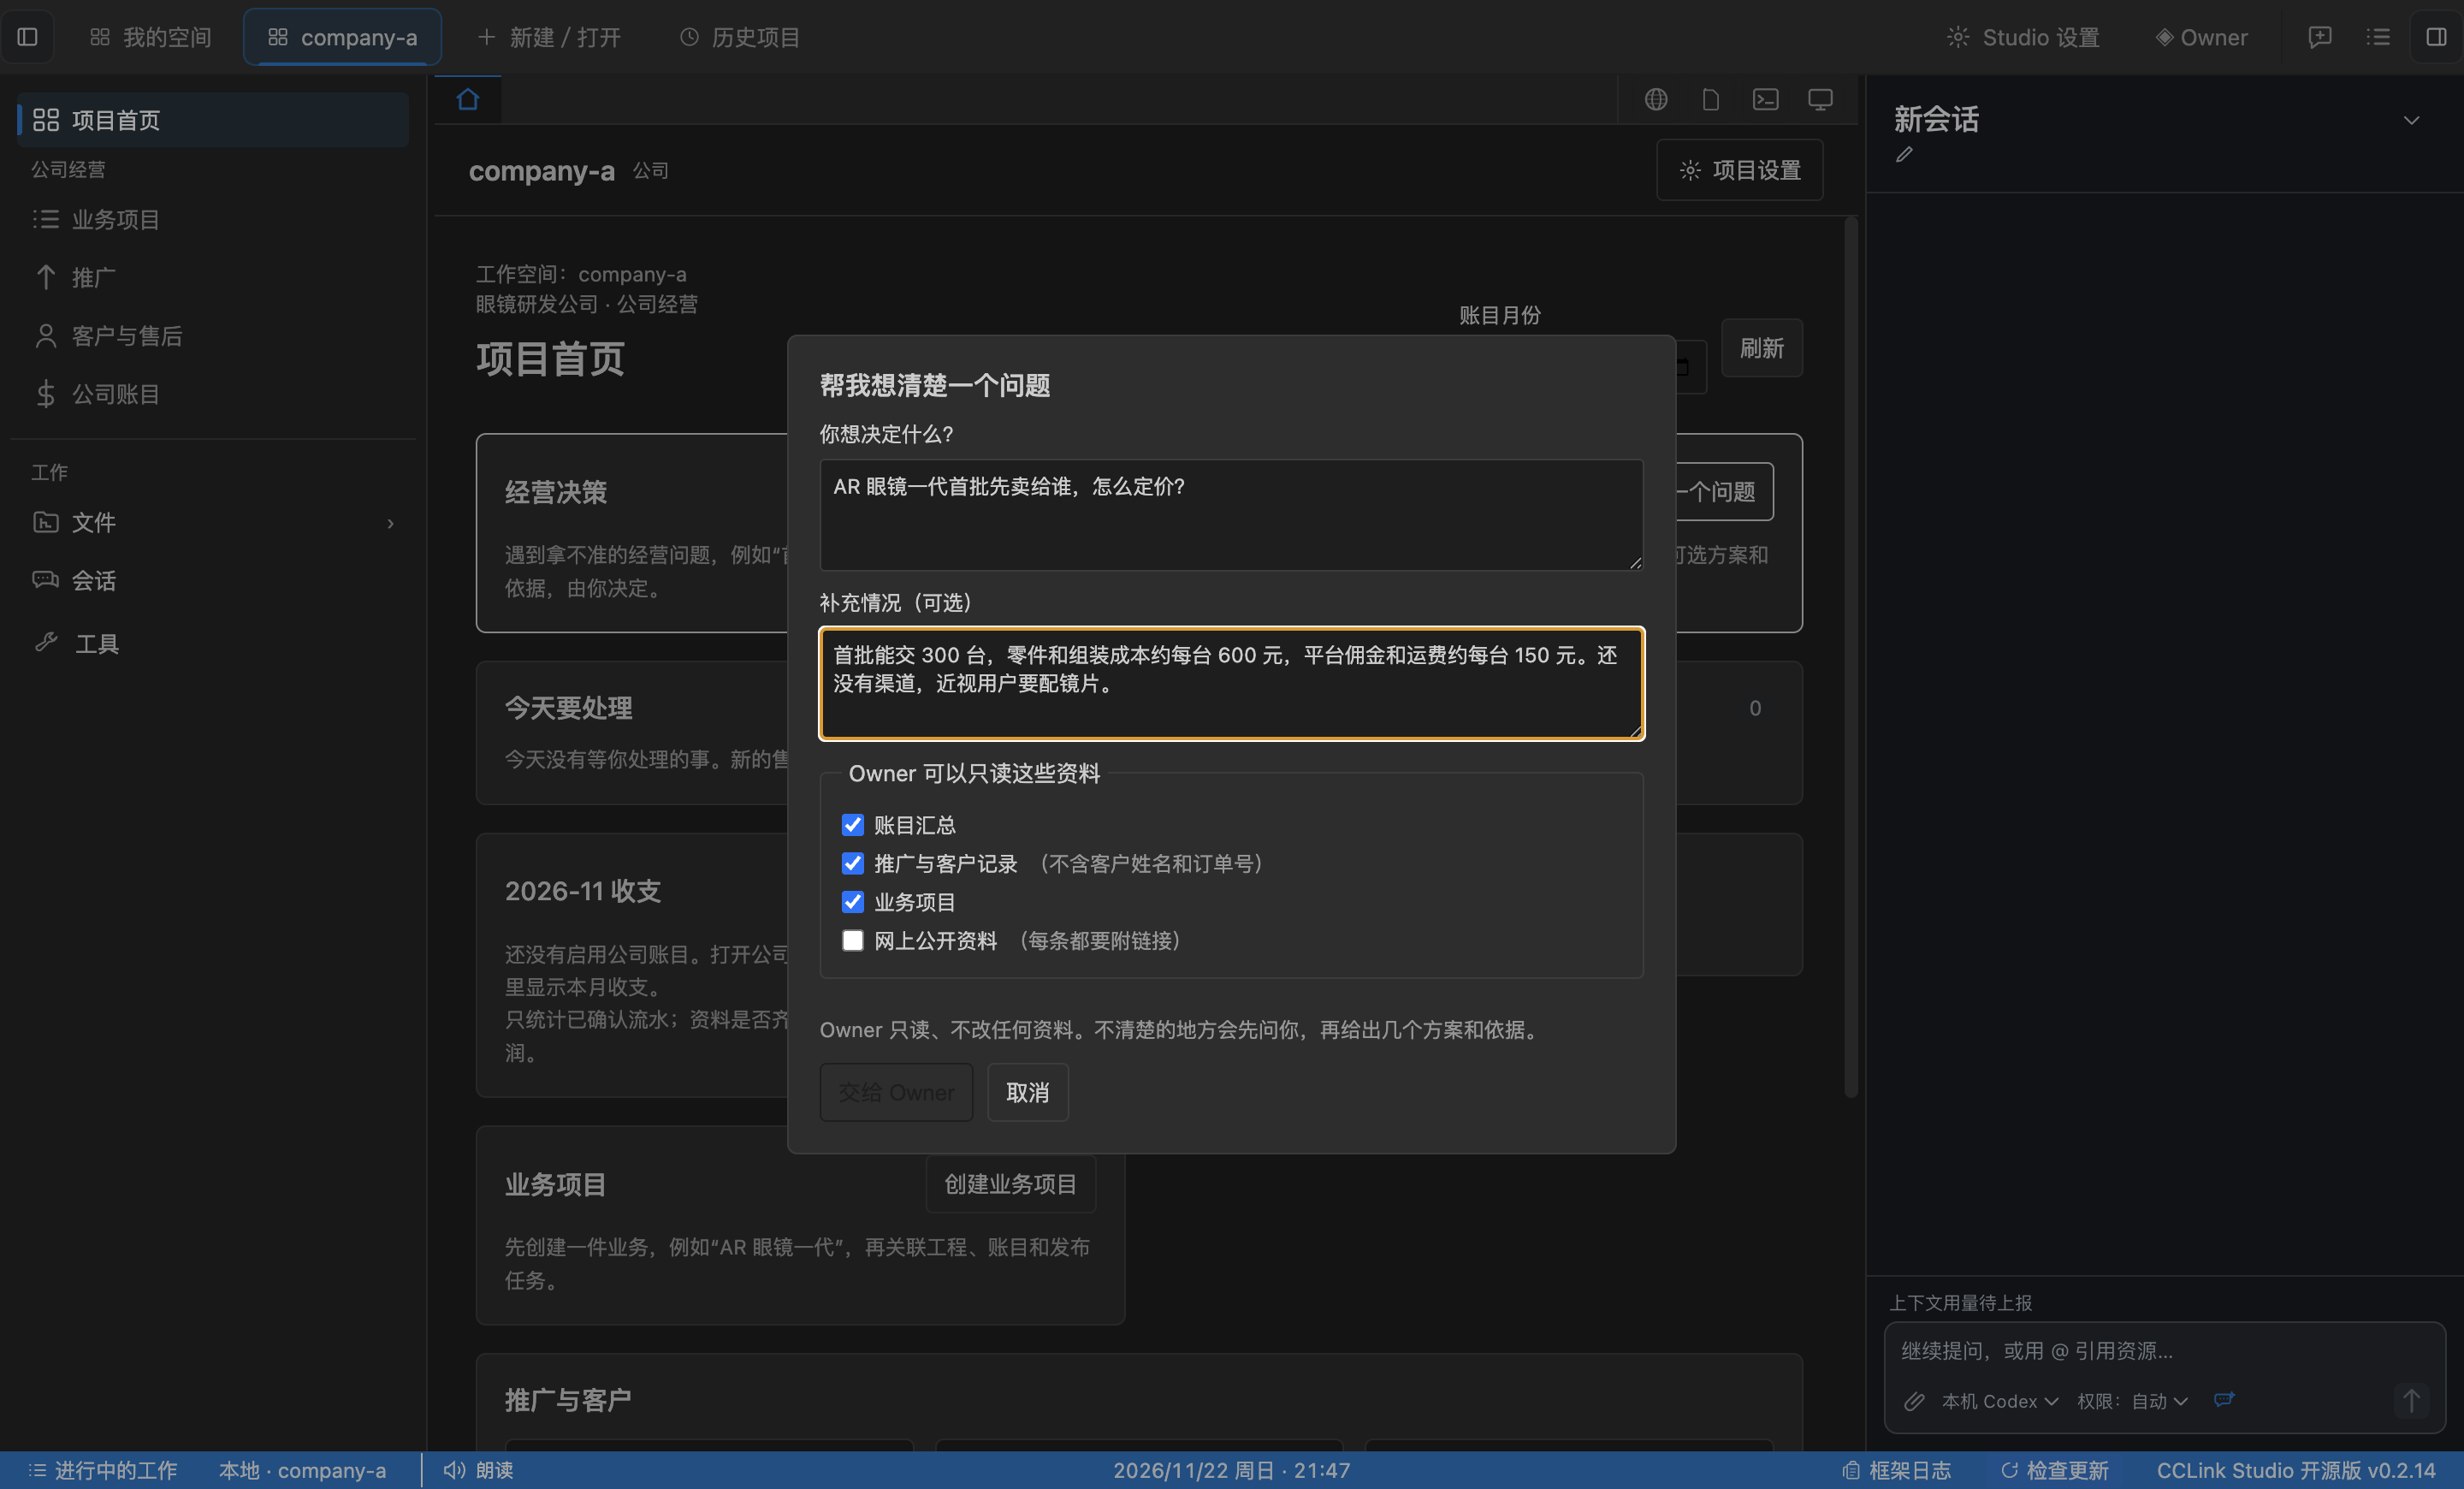 我的空间
company-a
新建 / 打开
历史项目
Studio 设置
Owner
项目首页
公司经营
业务项目
推广
客户与售后
公司账目
工作
文件
会话
工具
company-a 公司
项目设置
工作空间：company-a
眼镜研发公司 · 公司经营
项目首页
账目月份
刷新
经营决策
一个问题
遇到拿不准的经营问题，例如“
可选方案和
依据，由你决定。
今天要处理
0
今天没有等你处理的事。新的售
2026-11 收支
还没有启用公司账目。打开公司
里显示本月收支。
只统计已确认流水；资料是否齐
润。
业务项目
创建业务项目
先创建一件业务，例如“AR 眼镜一代”，再关联工程、账目和发布
任务。
推广与客户
帮我想清楚一个问题
你想决定什么？
AR 眼镜一代首批先卖给谁，怎么定价？
补充情况（可选）
首批能交 300 台，零件和组装成本约每台 600 元，平台佣金和运费约每台 150 元。还
没有渠道，近视用户要配镜片。
Owner 可以只读这些资料
账目汇总
推广与客户记录 （不含客户姓名和订单号）
业务项目
网上公开资料 （每条都要附链接）
Owner 只读、不改任何资料。不清楚的地方会先问你，再给出几个方案和依据。
交给 Owner
取消
新会话
上下文用量待上报
继续提问，或用 @ 引用资源...
本机 Codex
权限：自动
进行中的工作
本地 · company-a
朗读
2026/11/22 周日 · 21:47
框架日志
检查更新
CCLink Studio 开源版 v0.2.14